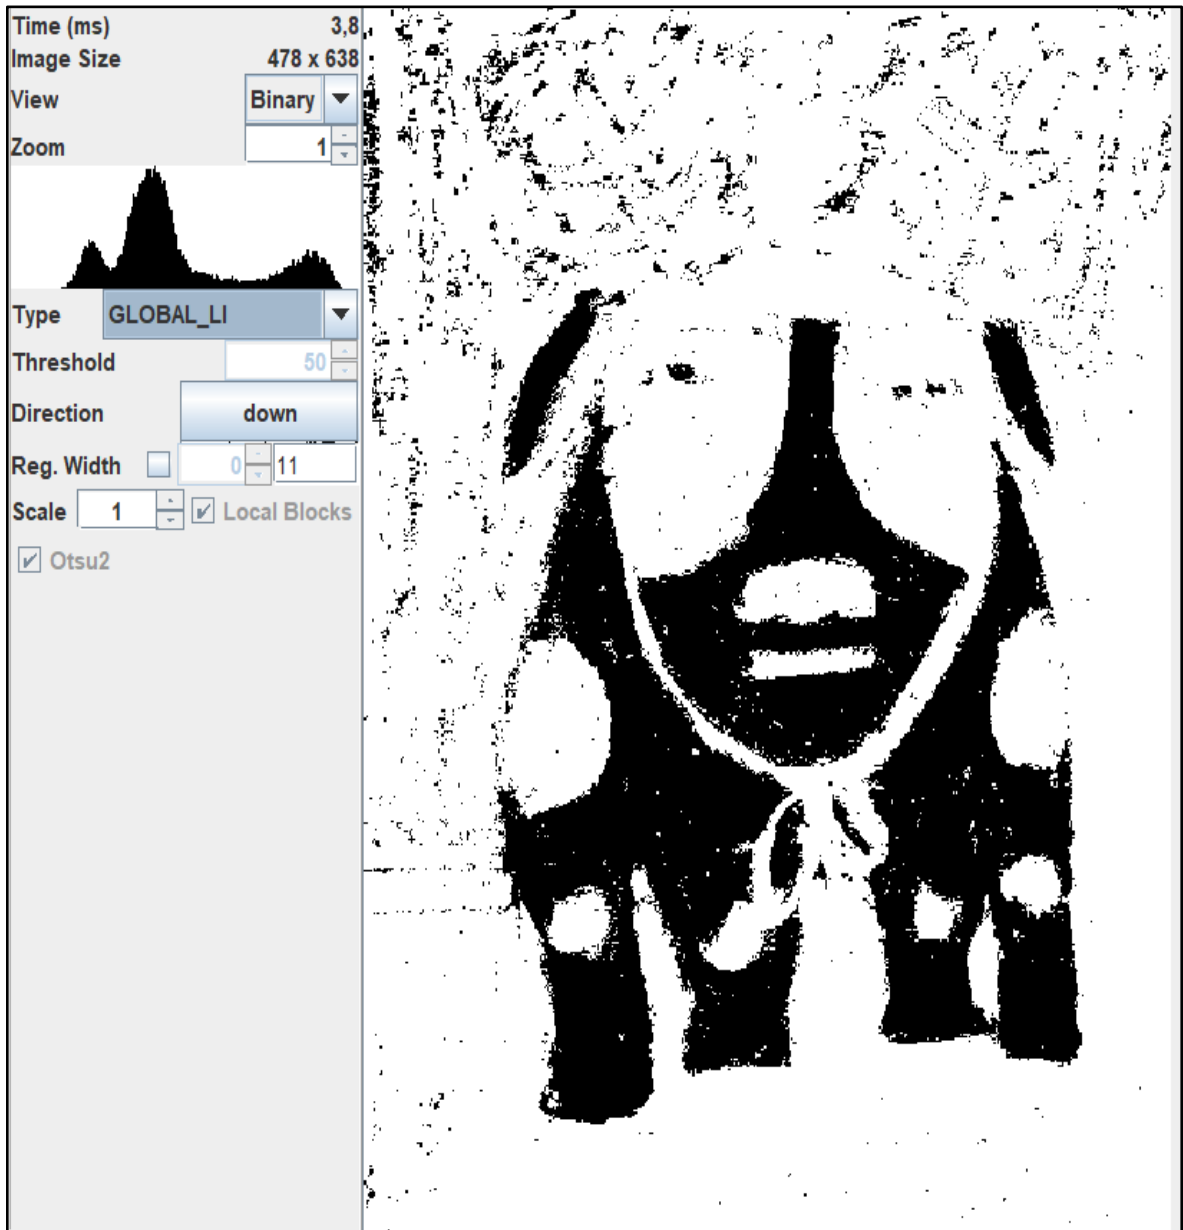 Time (ms) 3,8
Image Size 478 x 638
View Binary
Zoom 1
Type GLOBAL_LI
Threshold 50
Direction down
Reg. Width 0 11
Scale 1 Local Blocks
Otsu2